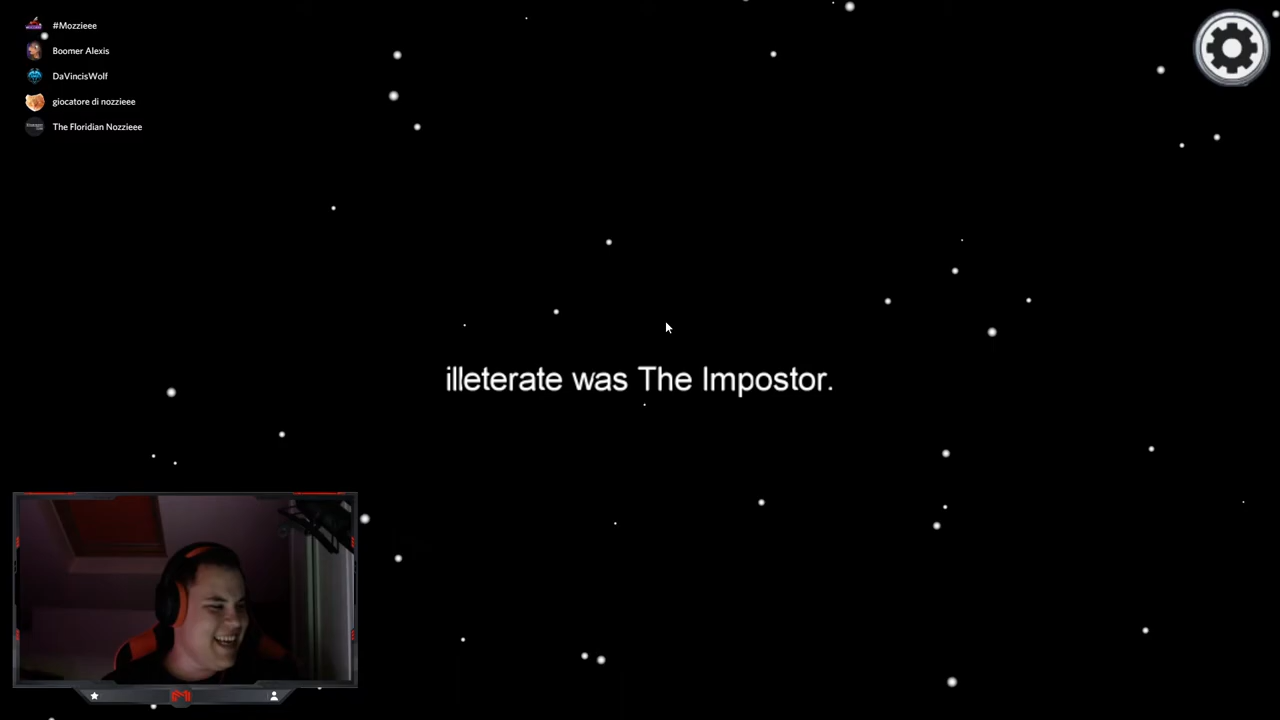 #Mozzieee
Boomer Alexis
DaVincisWolf
giocatore di nozzieee
The Floridian Nozzieee
illeterate was The Impostor.